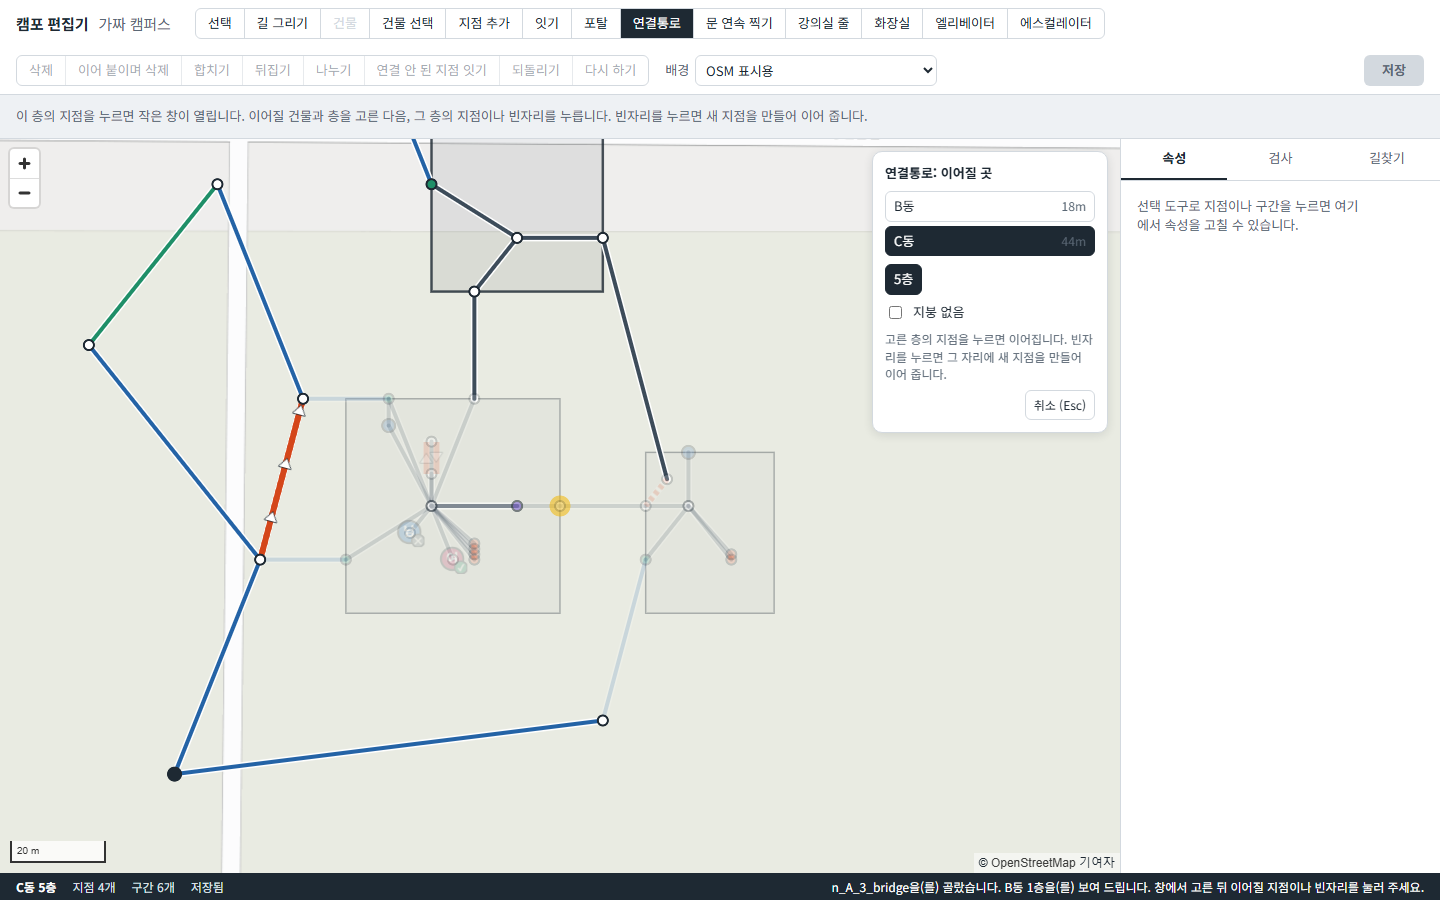 캠포 편집기 가짜 캠퍼스 선택 길 그리기 건물 건물 선택 지점 추가 잇기 포탈 연결통로 문 연속 찍기 강의실 줄 화장실 엘리베이터 에스컬레이터
삭제 이어 붙이며 삭제 합치기 뒤집기 나누기 연결 안 된 지점 잇기 되돌리기 다시 하기 배경 OSM 표시용 저장
이 층의 지점을 누르면 작은 창이 열립니다. 이어질 건물과 층을 고른 다음, 그 층의 지점이나 빈자리를 누릅니다. 빈자리를 누르면 새 지점을 만들어 이어 줍니다.
+
−
연결통로: 이어질 곳
B동 18m
C동 44m
5층
지붕 없음
고른 층의 지점을 누르면 이어집니다. 빈자
리를 누르면 그 자리에 새 지점을 만들어
이어 줍니다.
취소 (Esc)
속성 검사 길찾기
선택 도구로 지점이나 구간을 누르면 여기
에서 속성을 고칠 수 있습니다.
20 m
© OpenStreetMap 기여자
C동 5층 지점 4개 구간 6개 저장됨
n_A_3_bridge을(를) 골랐습니다. B동 1층을(를) 보여 드립니다. 창에서 고른 뒤 이어질 지점이나 빈자리를 눌러 주세요.